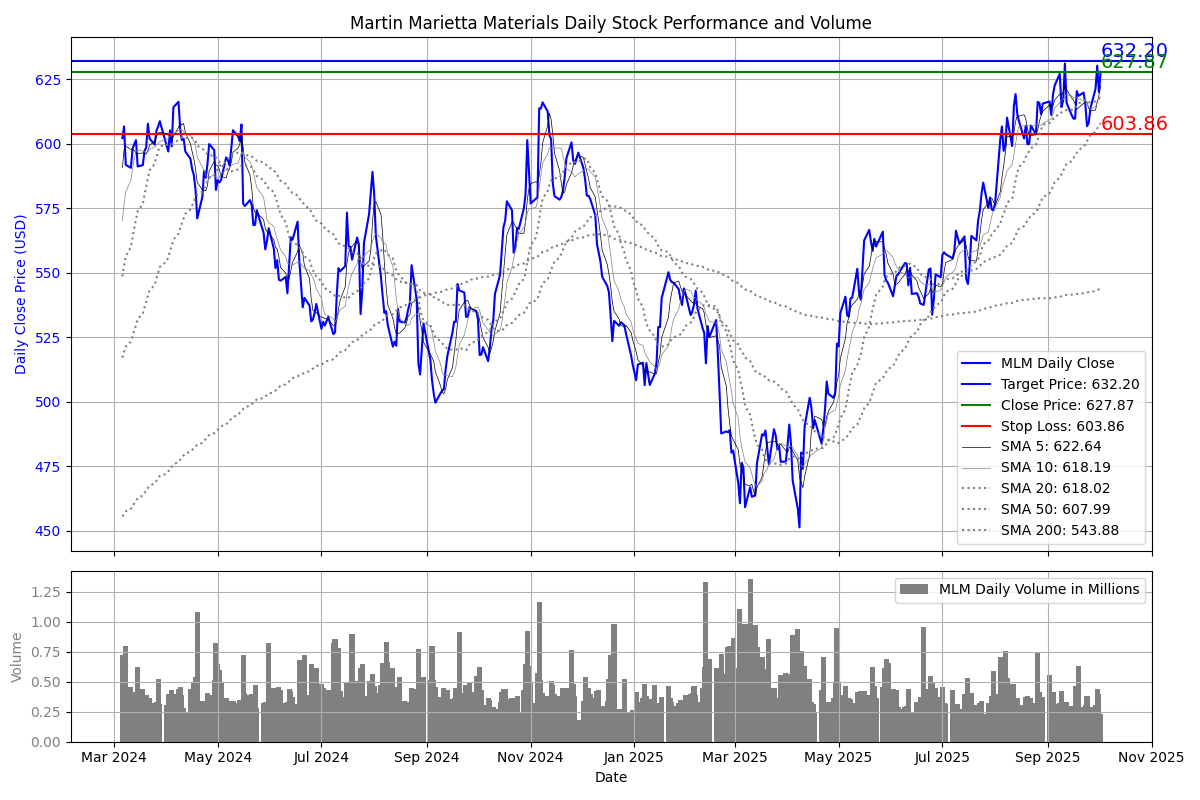 Martin Marietta Materials Daily Stock Performance and Volume
632.20
627.87
603.86
Daily Close Price (USD)
625
600
575
550
525
500
475
450
MLM Daily Close
Target Price: 632.20
Close Price: 627.87
Stop Loss: 603.86
SMA 5: 622.64
SMA 10: 618.19
SMA 20: 618.02
SMA 50: 607.99
SMA 200: 543.88
Volume
1.25
1.00
0.75
0.50
0.25
0.00
MLM Daily Volume in Millions
Mar 2024 May 2024 Jul 2024 Sep 2024 Nov 2024 Jan 2025 Mar 2025 May 2025 Jul 2025 Sep 2025 Nov 2025
Date